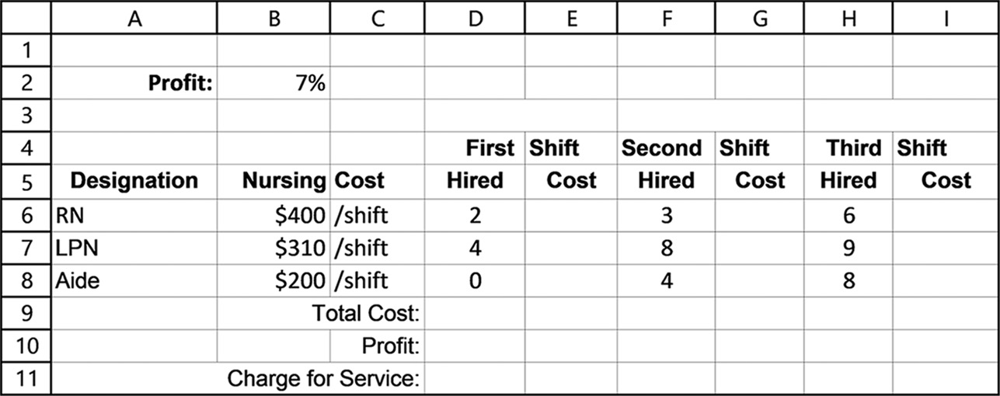 A B C D E F G H I
1
2 Profit: 7%
3
4 First Shift Second Shift Third Shift
5 Designation Nursing Cost Hired Cost Hired Cost Hired Cost
6 RN $400 /shift 2 3 6
7 LPN $310 /shift 4 8 9
8 Aide $200 /shift 0 4 8
9 Total Cost:
10 Profit:
11 Charge for Service: